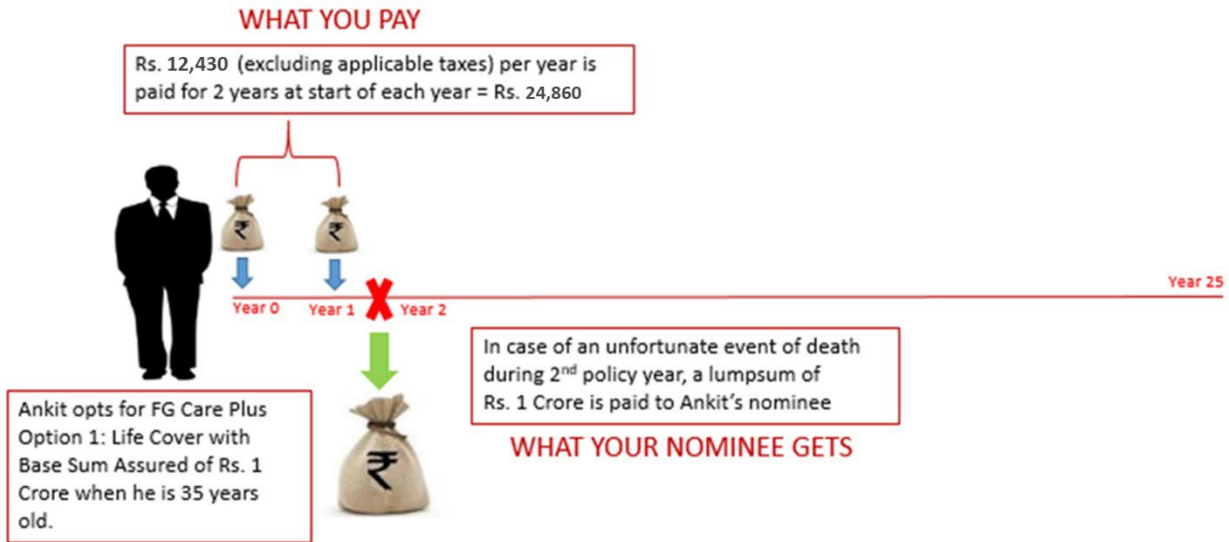 WHAT YOU PAY
Rs. 12,430 (excluding applicable taxes) per year is
paid for 2 years at start of each year = Rs. 24,860
₹
₹
Year 0
Year 1
Year 2
Year 25
In case of an unfortunate event of death
during 2nd policy year, a lumpsum of
Rs. 1 Crore is paid to Ankit’s nominee
WHAT YOUR NOMINEE GETS
₹
Ankit opts for FG Care Plus
Option 1: Life Cover with
Base Sum Assured of Rs. 1
Crore when he is 35 years
old.